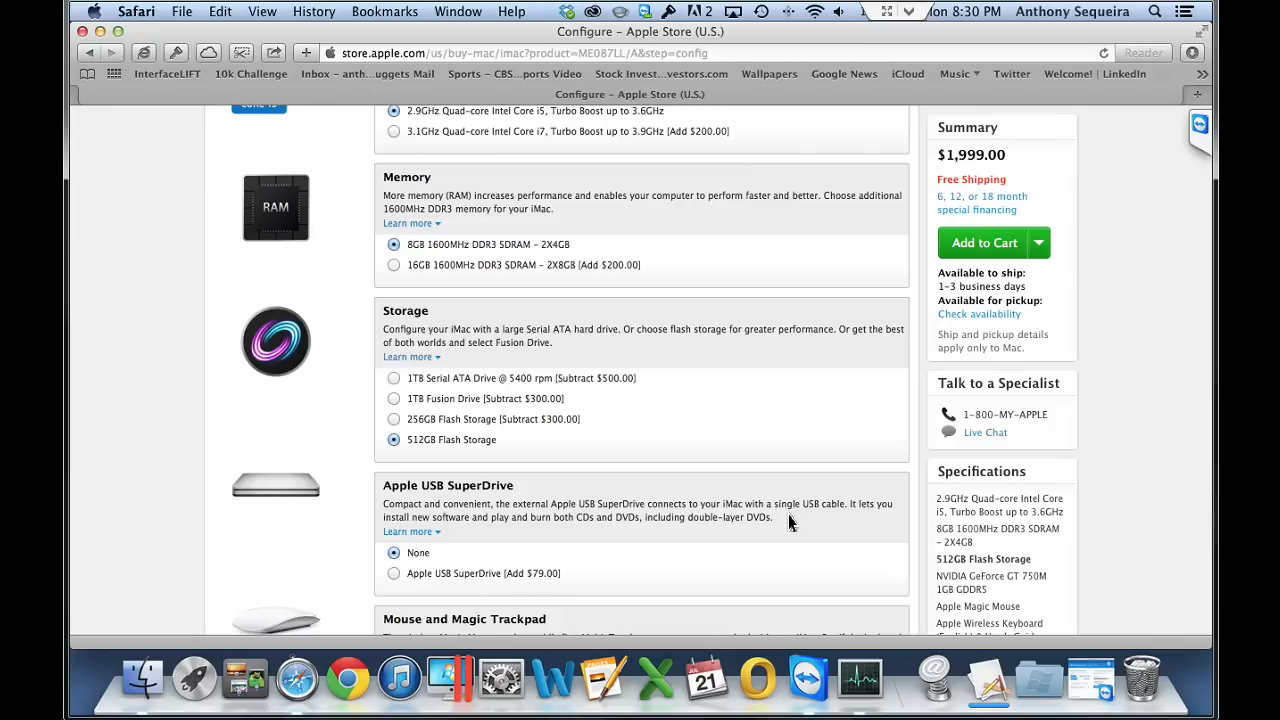 Safari File Edit View History Bookmarks Window Help
2
Mon 8:30 PM Anthony Sequeira
Configure - Apple Store (U.S.)
store.apple.com/us/buy-mac/imac?product=ME087LL/A&step=config
Reader
InterfaceLIFT 10k Challenge Inbox – anth...uggets Mail Sports – CBS...ports Video Stock Invest...vestors.com Wallpapers Google News iCloud Music Twitter Welcome! | LinkedIn
Configure - Apple Store (U.S.)
2.9GHz Quad-core Intel Core i5, Turbo Boost up to 3.6GHz
3.1GHz Quad-core Intel Core i7, Turbo Boost up to 3.9GHz [Add $200.00]
RAM
Memory
More memory (RAM) increases performance and enables your computer to perform faster and better. Choose additional
1600MHz DDR3 memory for your iMac.
Learn more
8GB 1600MHz DDR3 SDRAM – 2X4GB
16GB 1600MHz DDR3 SDRAM – 2X8GB [Add $200.00]
Storage
Configure your iMac with a large Serial ATA hard drive. Or choose flash storage for greater performance. Or get the best
of both worlds and select Fusion Drive.
Learn more
1TB Serial ATA Drive @ 5400 rpm [Subtract $500.00]
1TB Fusion Drive [Subtract $300.00]
256GB Flash Storage [Subtract $300.00]
512GB Flash Storage
Apple USB SuperDrive
Compact and convenient, the external Apple USB SuperDrive connects to your iMac with a single USB cable. It lets you
install new software and play and burn both CDs and DVDs, including double-layer DVDs.
Learn more
None
Apple USB SuperDrive [Add $79.00]
Mouse and Magic Trackpad
Summary
$1,999.00
Free Shipping
6, 12, or 18 month
special financing
Add to Cart
Available to ship:
1-3 business days
Available for pickup:
Check availability
Ship and pickup details
apply only to Mac.
Talk to a Specialist
1-800-MY-APPLE
Live Chat
Specifications
2.9GHz Quad-core Intel Core
i5, Turbo Boost up to 3.6GHz
8GB 1600MHz DDR3 SDRAM
– 2X4GB
512GB Flash Storage
NVIDIA GeForce GT 750M
1GB GDDR5
Apple Magic Mouse
Apple Wireless Keyboard
JUL
21